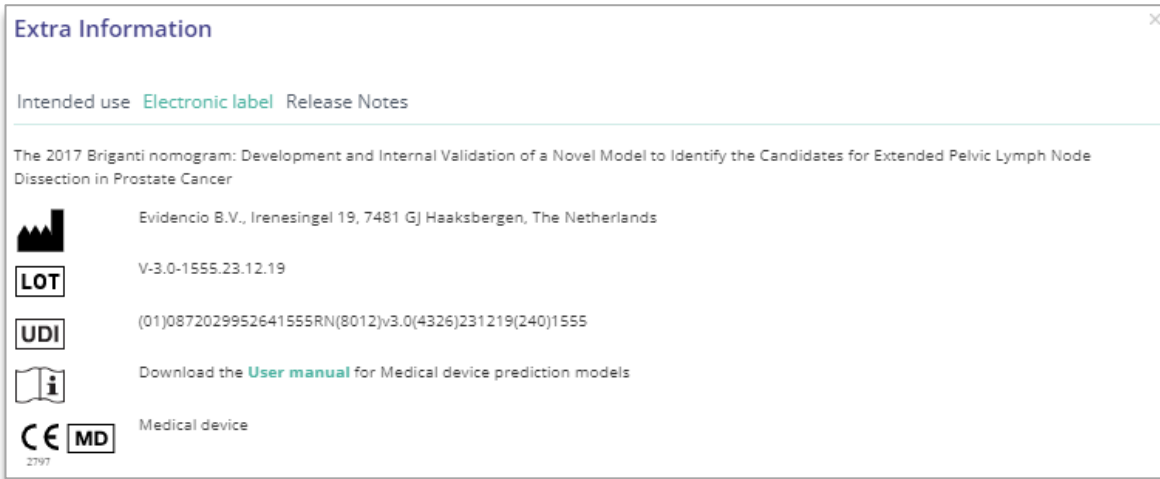 Extra Information
Intended use Electronic label Release Notes
The 2017 Briganti nomogram: Development and Internal Validation of a Novel Model to Identify the Candidates for Extended Pelvic Lymph Node
Dissection in Prostate Cancer
Evidencio B.V., Irenesingel 19, 7481 GJ Haaksbergen, The Netherlands
LOT V-3.0-1555.23.12.19
UDI (01)0872029952641555RN(8012)v3.0(4326)231219(240)1555
i Download the User manual for Medical device prediction models
CE MD Medical device
2797